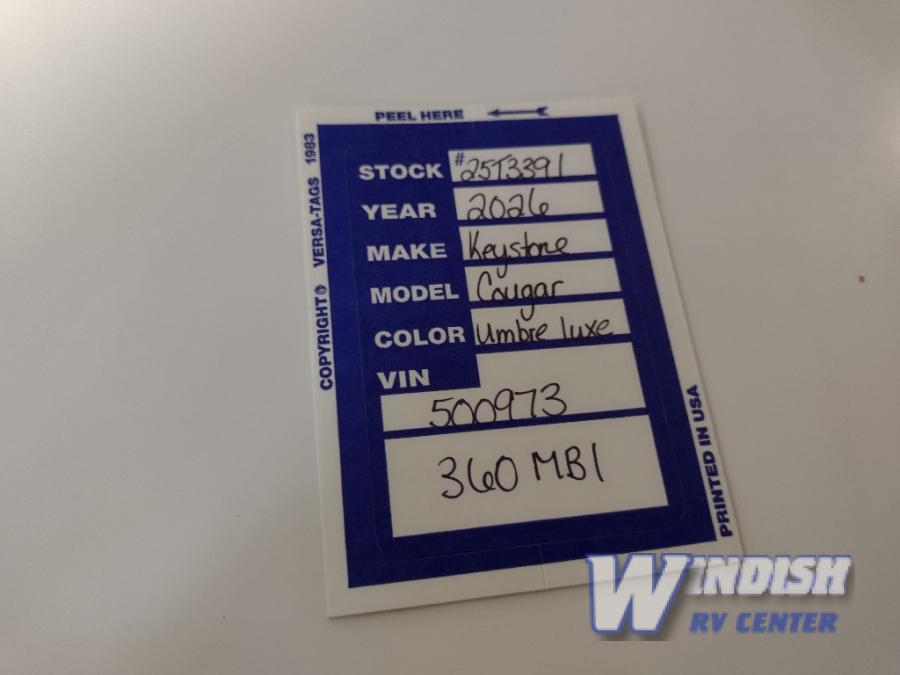 PEEL HERE
COPYRIGHT © VERSA-TAGS 1983
STOCK #25T3391
YEAR 2026
MAKE Keystone
MODEL Cougar
COLOR Umbre luxe
VIN
500973
360 MBI
PRINTED IN USA
WINDISH
RV CENTER